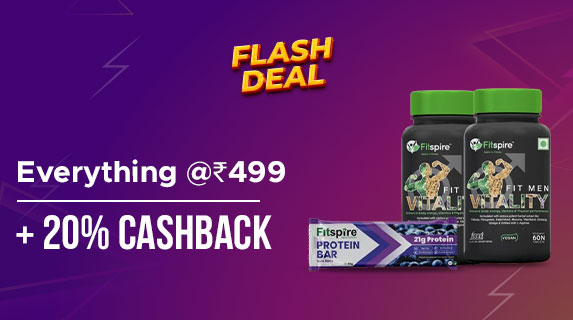 FLASH
DEAL
Everything @₹499
+ 20% CASHBACK
Fitspire
FIT
VITALITY
Fitspire
FIT MEN
VITALITY
VEGAN
60N
Fitspire
PROTEIN
BAR
21g Protein